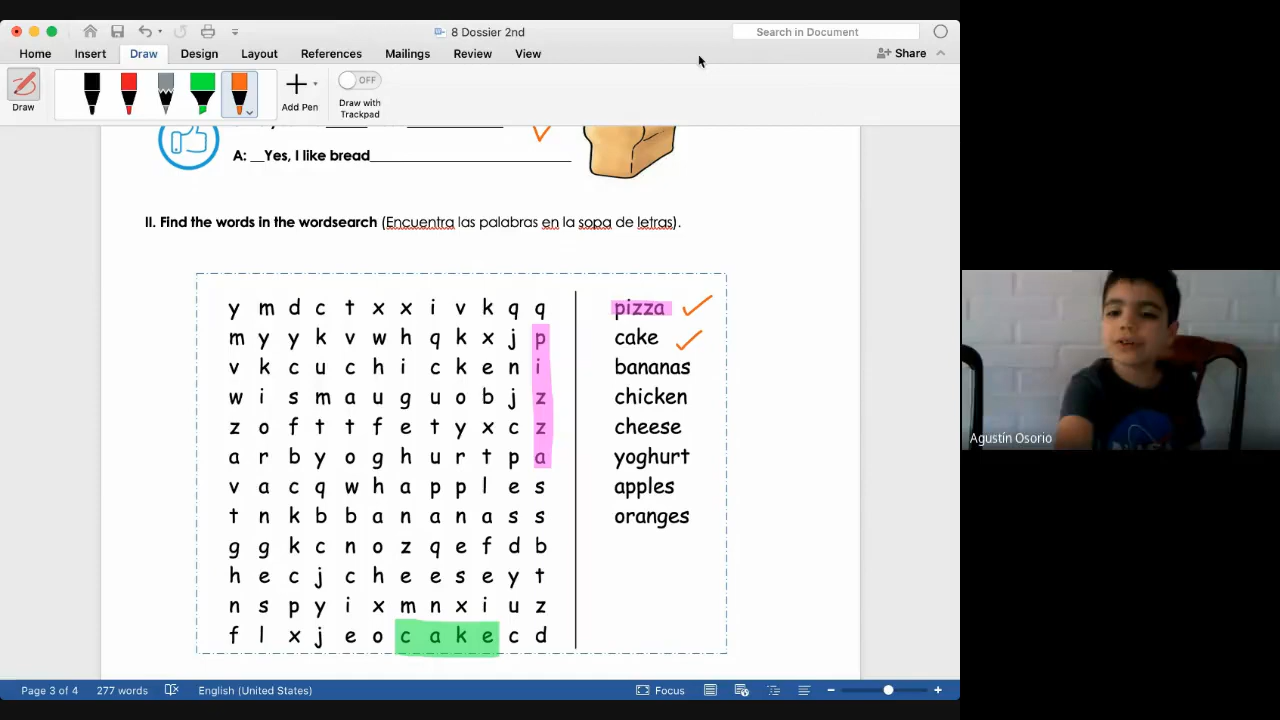 8 Dossier 2nd
Search in Document
Home Insert Draw Design Layout References Mailings Review View
Share
OFF
Draw
Add Pen
Draw with
Trackpad
A: __Yes, I like bread
II. Find the words in the wordsearch (Encuentra las palabras en la sopa de letras).
y m d c t x x i v k q q
m y y k v w h q k x j p
v k c u c h i c k e n i
w i s m a u g u o b j z
z o f t t f e t y x c z
a r b y o g h u r t p a
v a c q w h a p p l e s
t n k b b a n a n a s s
g g k c n o z q e f d b
h e c j c h e e s e y t
n s p y i x m n x i u z
f l x j e o c a k e c d
pizza
cake
bananas
chicken
cheese
yoghurt
apples
oranges
Agustín Osorio
Page 3 of 4 277 words English (United States) Focus